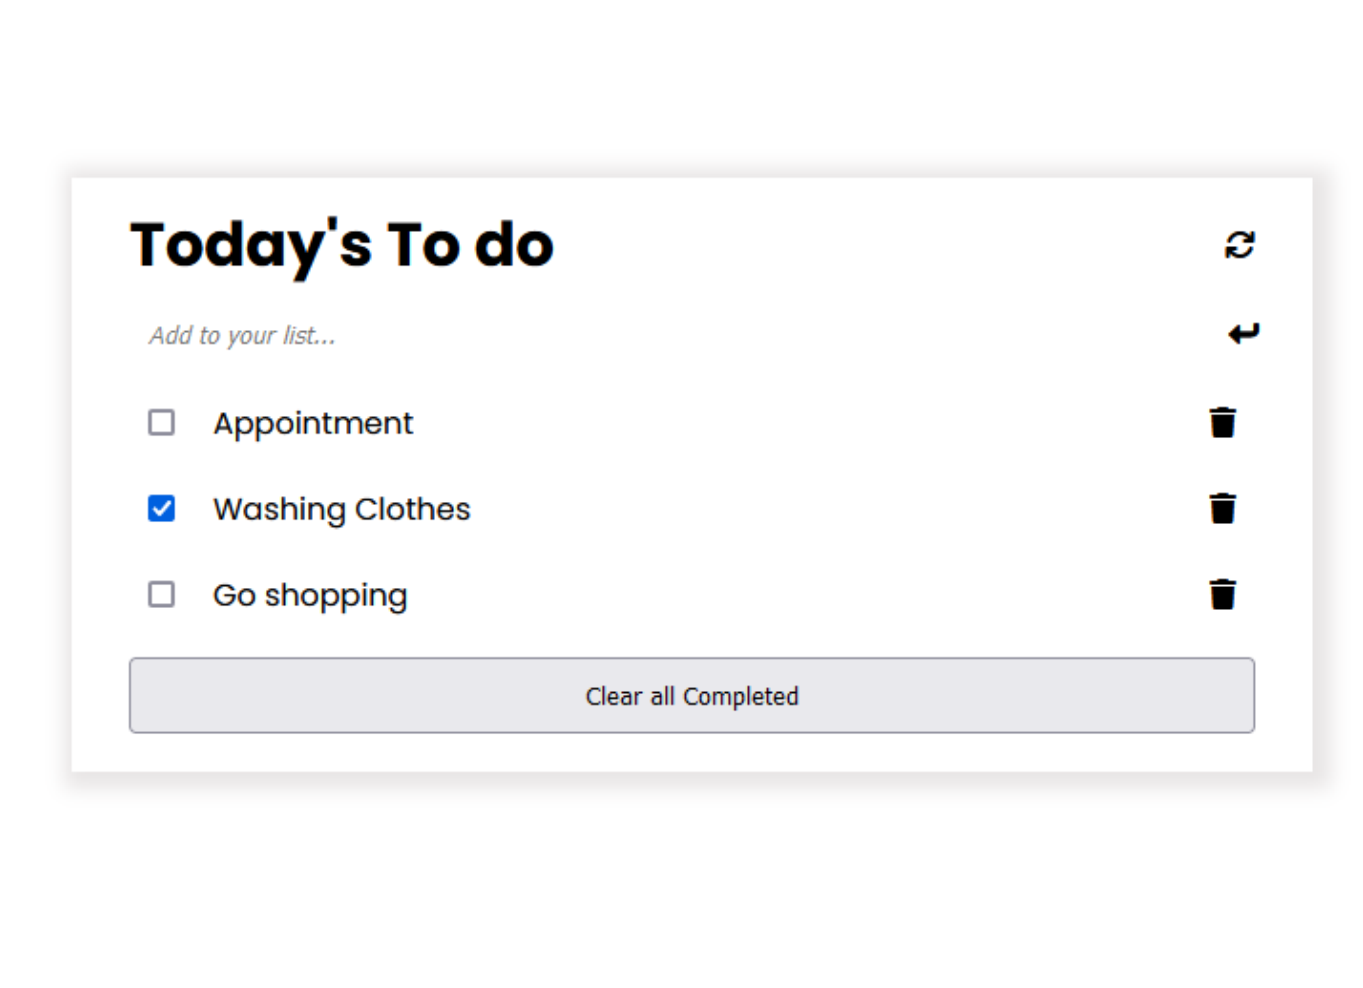 Today's To do
Add to your list...
Appointment
Washing Clothes
Go shopping
Clear all Completed